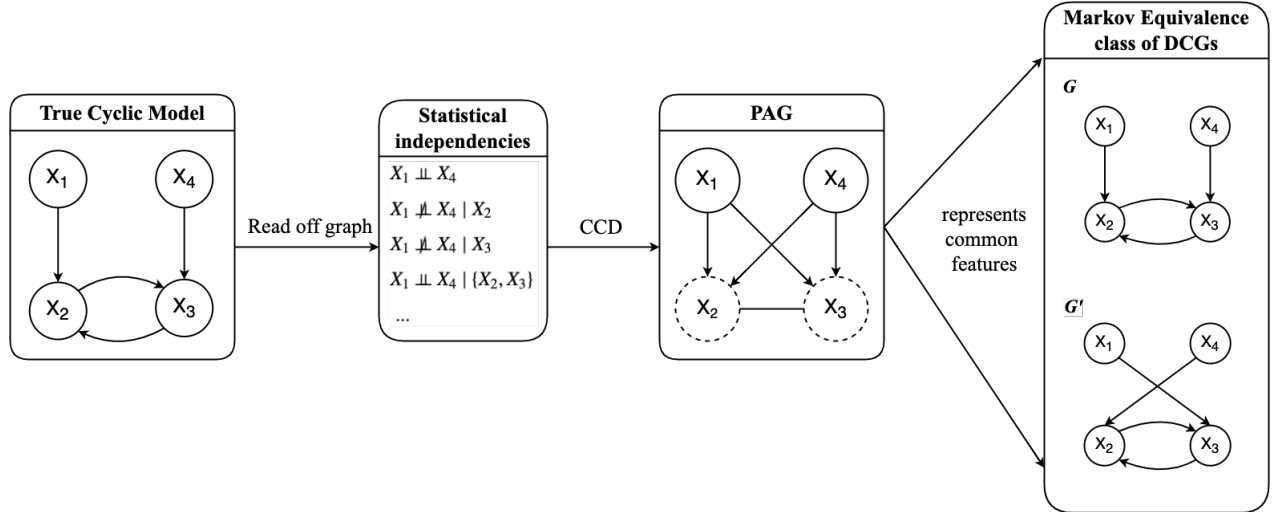 True Cyclic Model
X1
X4
X2
X3
Read off graph
Statistical
independencies
X1 ⫫ X4
X1 ⫫̸ X4 | X2
X1 ⫫̸ X4 | X3
X1 ⫫ X4 | {X2, X3}
...
CCD
PAG
X1
X4
X2
X3
represents
common
features
Markov Equivalence
class of DCGs
G
X1
X4
X2
X3
G'
X1
X4
X2
X3